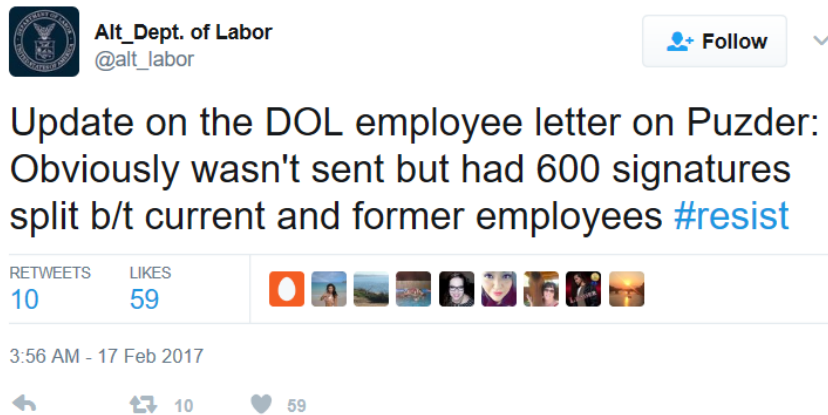 Alt_Dept. of Labor
@alt_labor
Follow
Update on the DOL employee letter on Puzder:
Obviously wasn't sent but had 600 signatures
split b/t current and former employees #resist
RETWEETS LIKES
10 59
3:56 AM - 17 Feb 2017
10 59